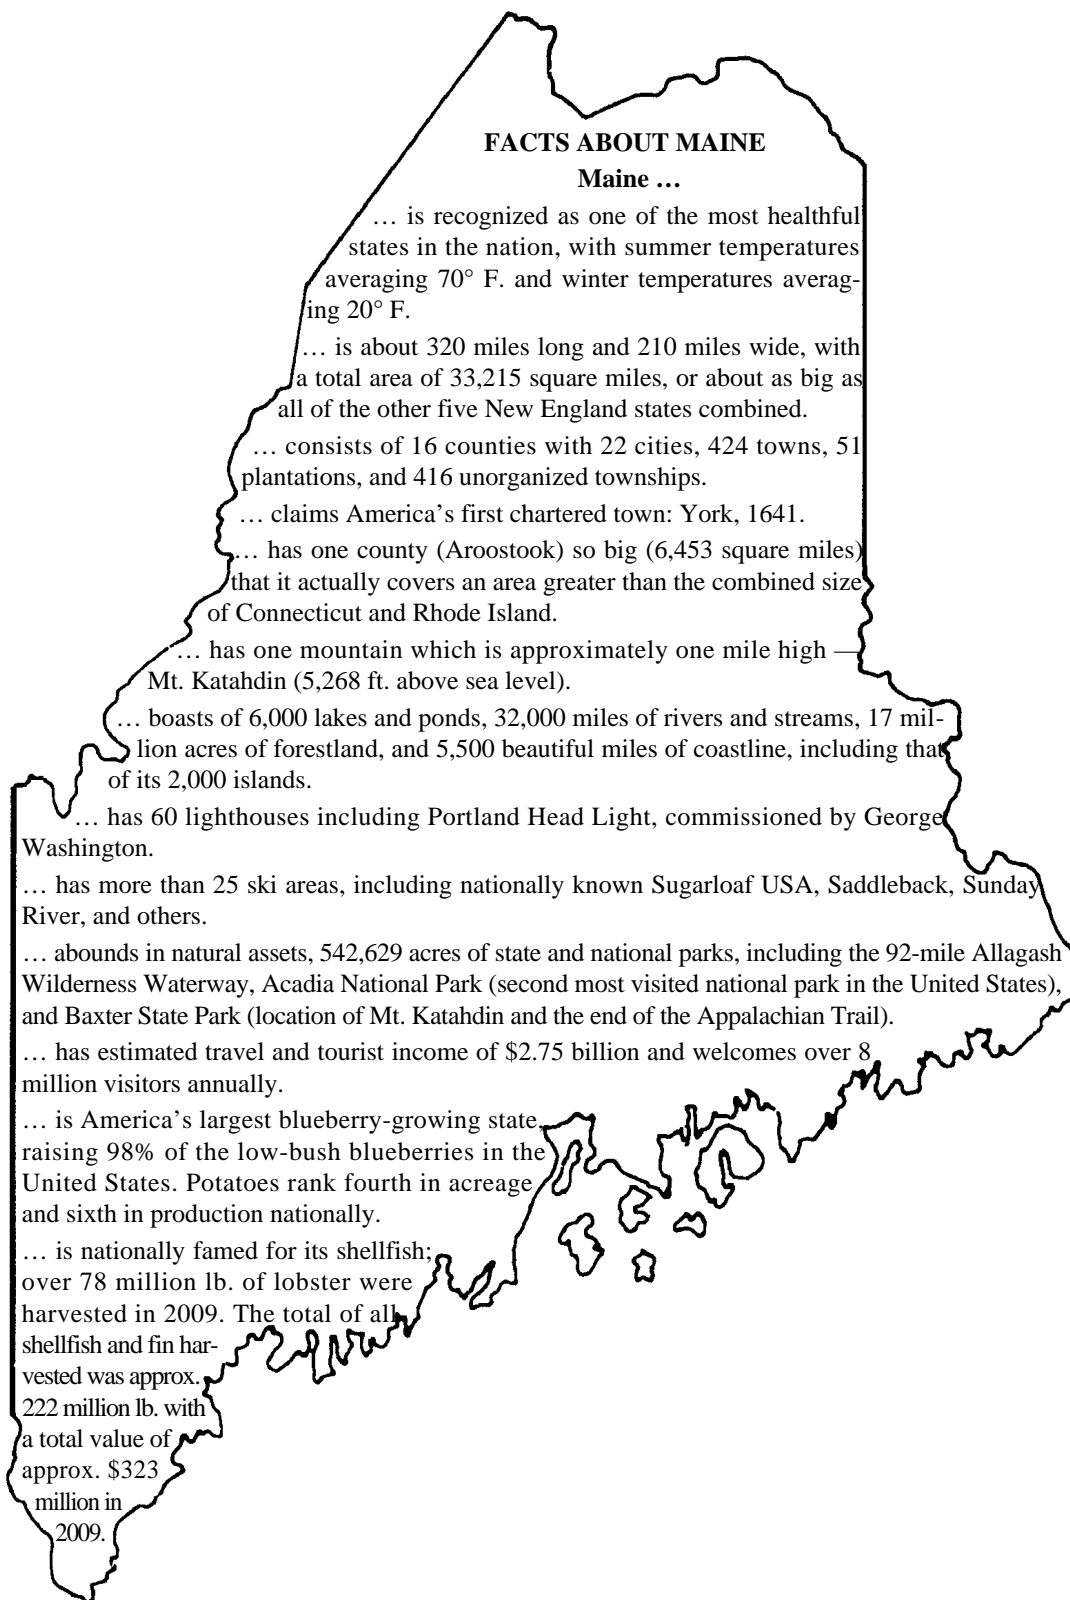 FACTS ABOUT MAINE
Maine …
… is recognized as one of the most healthful
states in the nation, with summer temperatures
averaging 70° F. and winter temperatures averag-
ing 20° F.
… is about 320 miles long and 210 miles wide, with
a total area of 33,215 square miles, or about as big as
all of the other five New England states combined.
… consists of 16 counties with 22 cities, 424 towns, 51
plantations, and 416 unorganized townships.
… claims America’s first chartered town: York, 1641.
… has one county (Aroostook) so big (6,453 square miles)
that it actually covers an area greater than the combined size
of Connecticut and Rhode Island.
… has one mountain which is approximately one mile high —
Mt. Katahdin (5,268 ft. above sea level).
… boasts of 6,000 lakes and ponds, 32,000 miles of rivers and streams, 17 mil-
lion acres of forestland, and 5,500 beautiful miles of coastline, including that
of its 2,000 islands.
… has 60 lighthouses including Portland Head Light, commissioned by George
Washington.
… has more than 25 ski areas, including nationally known Sugarloaf USA, Saddleback, Sunday
River, and others.
… abounds in natural assets, 542,629 acres of state and national parks, including the 92-mile Allagash
Wilderness Waterway, Acadia National Park (second most visited national park in the United States),
and Baxter State Park (location of Mt. Katahdin and the end of the Appalachian Trail).
… has estimated travel and tourist income of $2.75 billion and welcomes over 8
million visitors annually.
… is America’s largest blueberry-growing state,
raising 98% of the low-bush blueberries in the
United States. Potatoes rank fourth in acreage
and sixth in production nationally.
… is nationally famed for its shellfish;
over 78 million lb. of lobster were
harvested in 2009. The total of all
shellfish and fin har-
vested was approx.
222 million lb. with
a total value of
approx. $323
million in
2009.